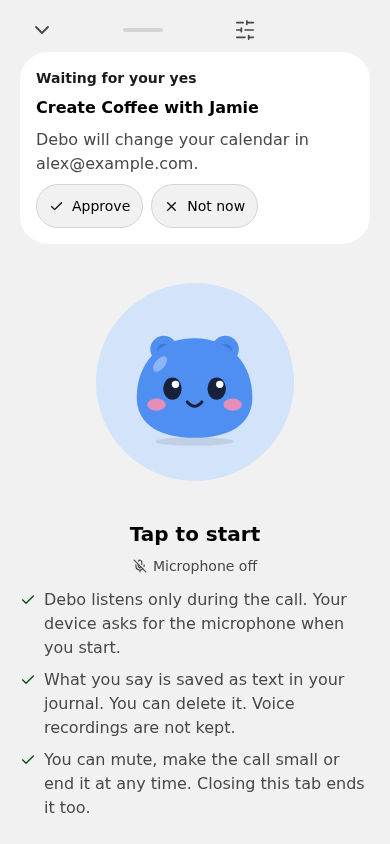 Waiting for your yes
Create Coffee with Jamie
Debo will change your calendar in
alex@example.com.
Approve
Not now
Tap to start
Microphone off
Debo listens only during the call. Your
device asks for the microphone when
you start.
What you say is saved as text in your
journal. You can delete it. Voice
recordings are not kept.
You can mute, make the call small or
end it at any time. Closing this tab ends
it too.